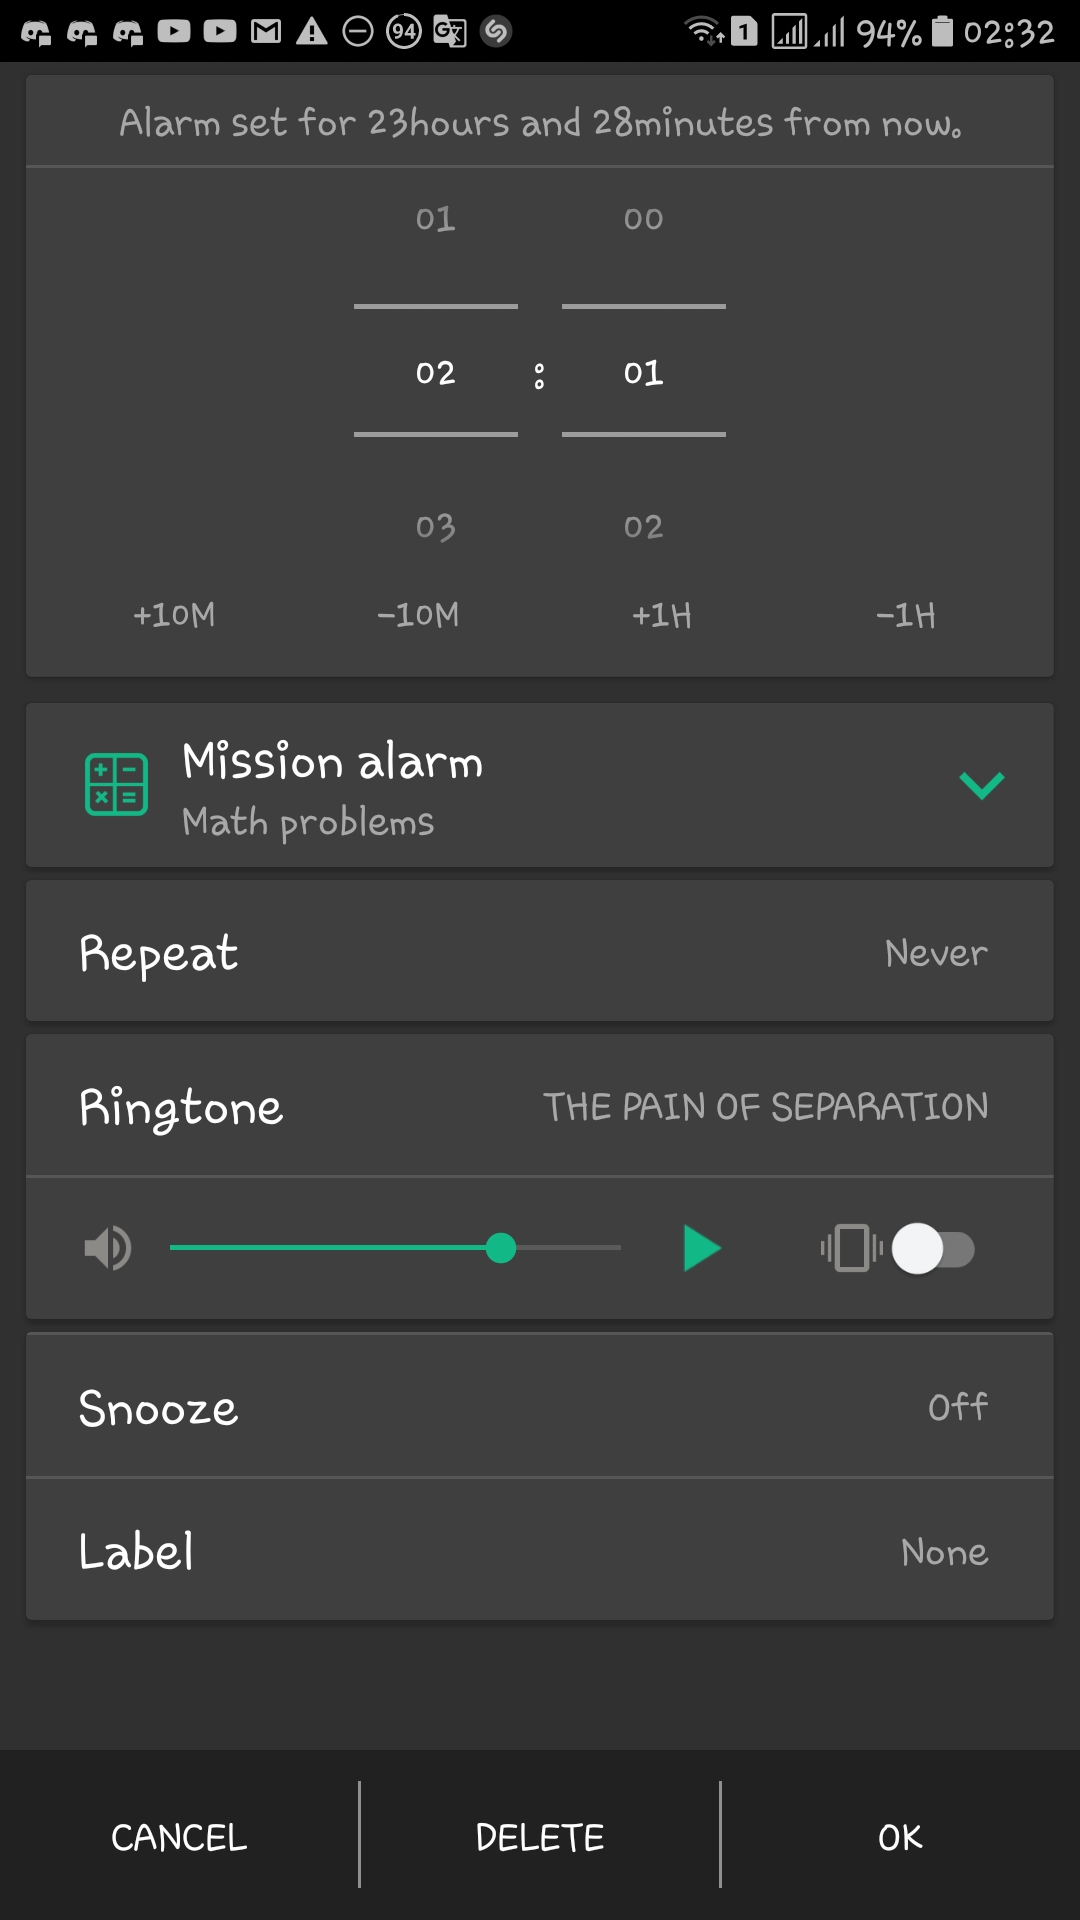 94 1 94% 02:32
Alarm set for 23hours and 28minutes from now.
01 00
02 : 01
03 02
+10M -10M +1H -1H
Mission alarm
Math problems
Repeat Never
Ringtone THE PAIN OF SEPARATION
Snooze Off
Label None
CANCEL DELETE OK